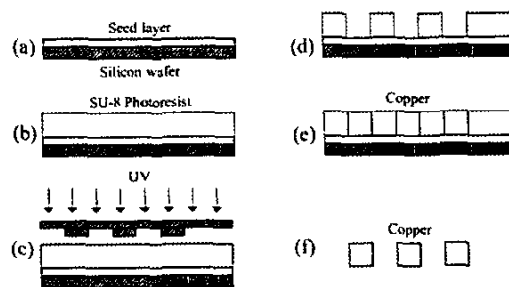 (a)
Seed layer
Silicon wafer
(b)
SU-8 Photoresist
UV
(c)
(d)
Copper
(e)
Copper
(f)